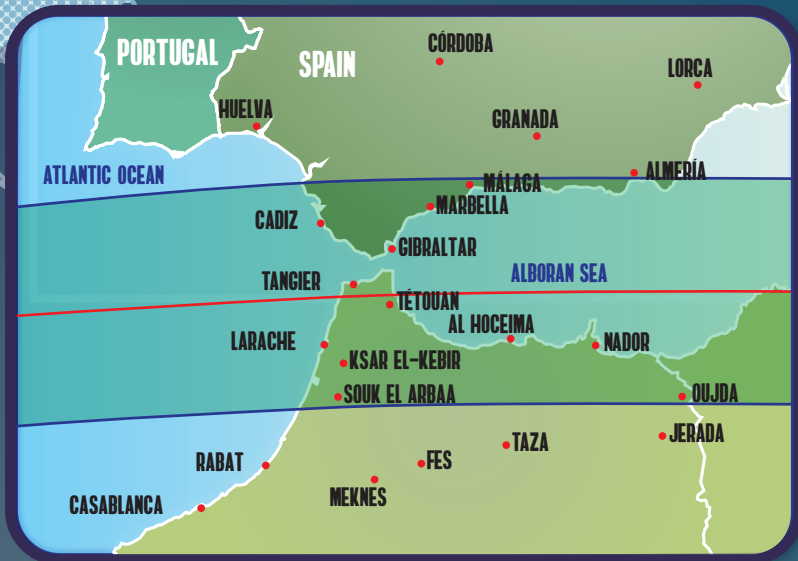 CÓRDOBA
PORTUGAL
SPAIN
LORCA
HUELVA
GRANADA
ATLANTIC OCEAN
ALMERÍA
MÁLAGA
MARBELLA
CADIZ
GIBRALTAR
ALBORAN SEA
TANGIER
TÉTOUAN
AL HOCEIMA
LARACHE
NADOR
KSAR EL-KEBIR
SOUK EL ARBAA
OUJDA
JERADA
TAZA
RABAT
FES
MEKNES
CASABLANCA